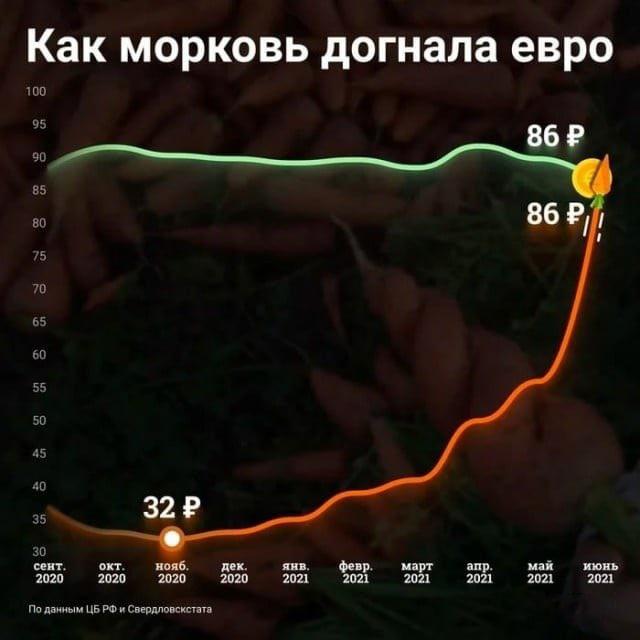 Как морковь догнала евро
100
95
90
85
80
75
70
65
60
55
50
45
40
35
30
86 ₽
86 ₽
32 ₽
сент. 2020
окт. 2020
нояб. 2020
дек. 2020
янв. 2021
февр. 2021
март 2021
апр. 2021
май 2021
июнь 2021
По данным ЦБ РФ и Свердловскстата